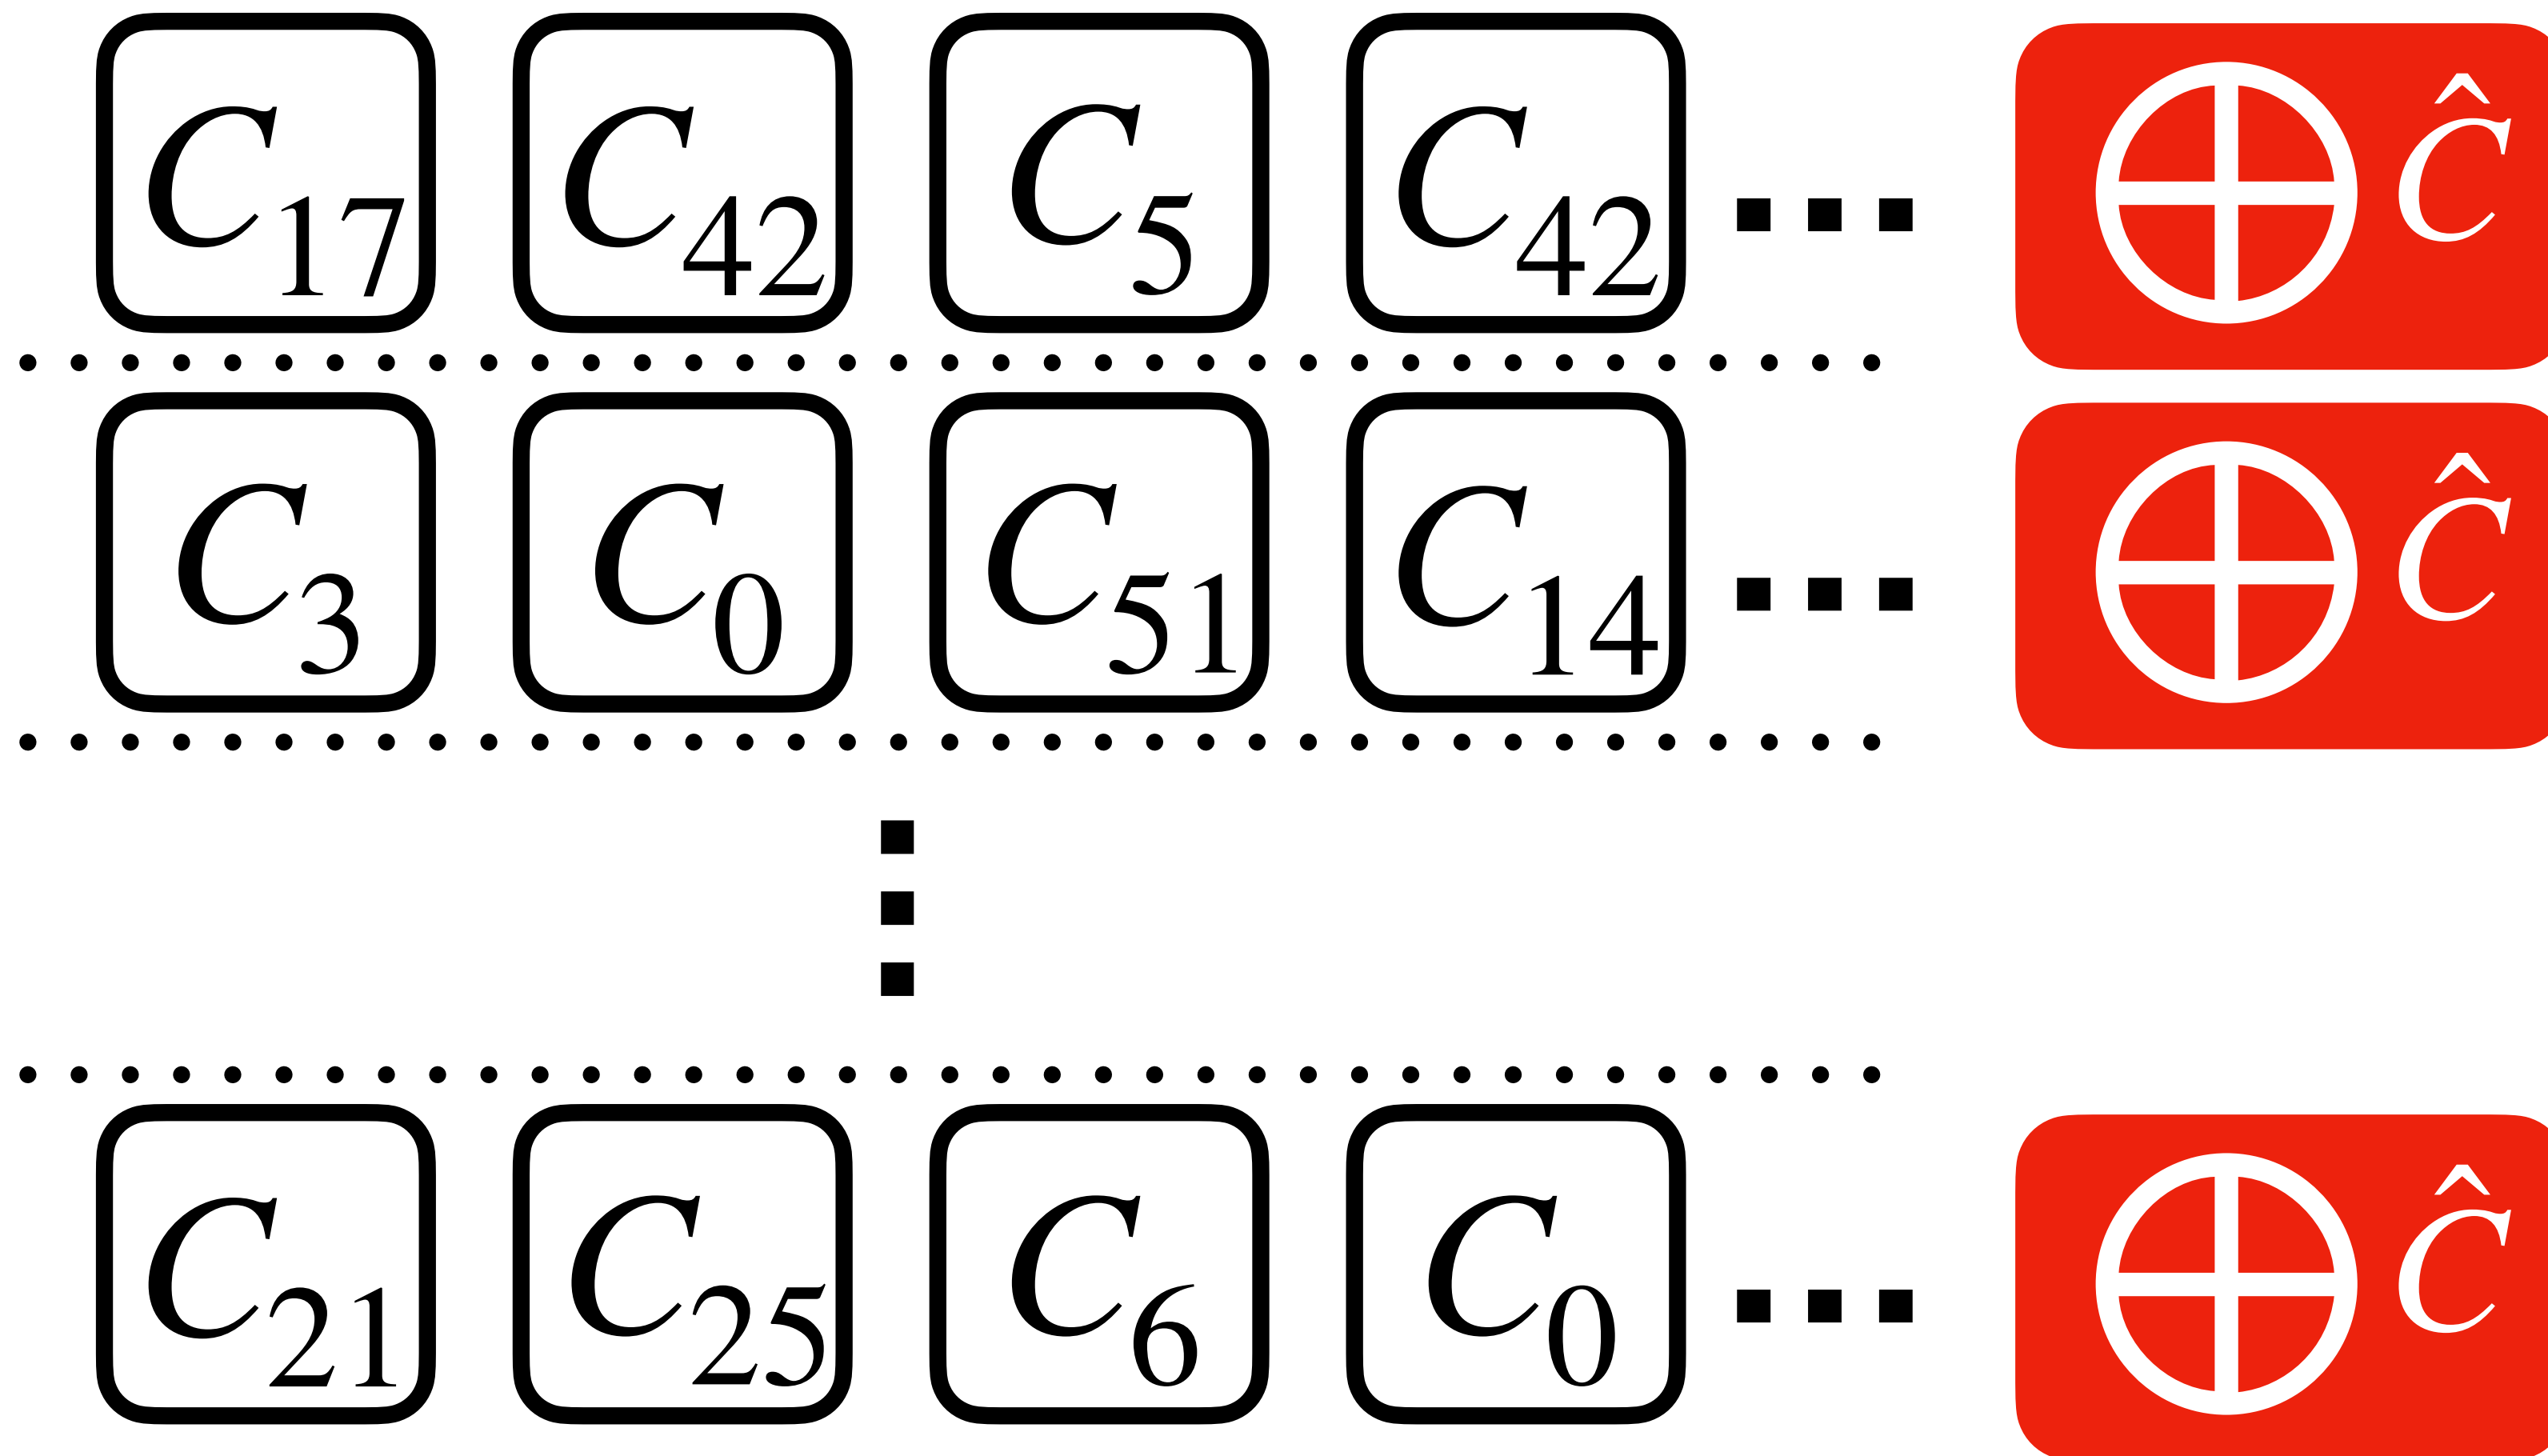 C₁₇ C₄₂ C₅ C₄₂ ... ⊕ Ĉ
C₃ C₀ C₅₁ C₁₄ ... ⊕ Ĉ
⋮
C₂₁ C₂₅ C₆ C₀ ... ⊕ Ĉ